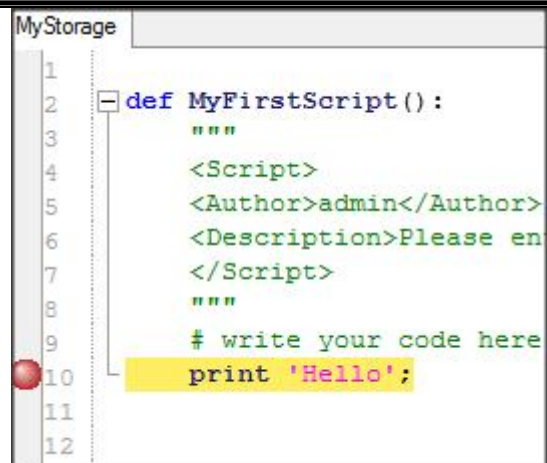 MyStorage
1
2 def MyFirstScript():
3 """
4 <Script>
5 <Author>admin</Author>
6 <Description>Please en
7 </Script>
8 """
9 # write your code here
10 print 'Hello';
11
12